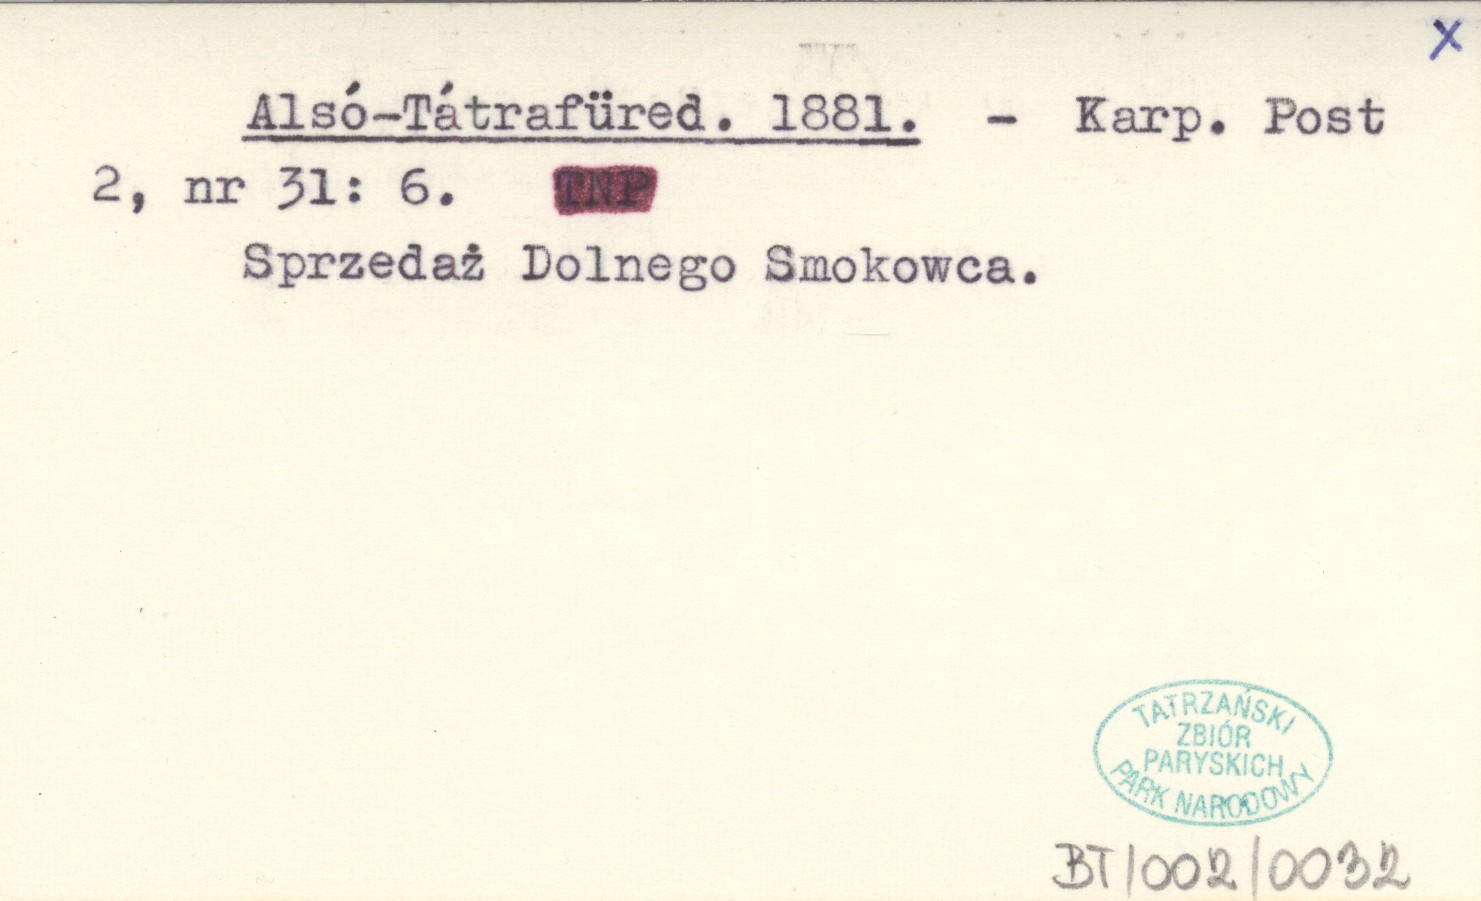 x
Alsó-Tátrafüred. 1881. - Karp. Post
2, nr 31: 6. TNP
Sprzedaż Dolnego Smokowca.
TATRZAŃSKI
ZBIÓR
PARYSKICH
PARK NARODOWY
BT/002/0032